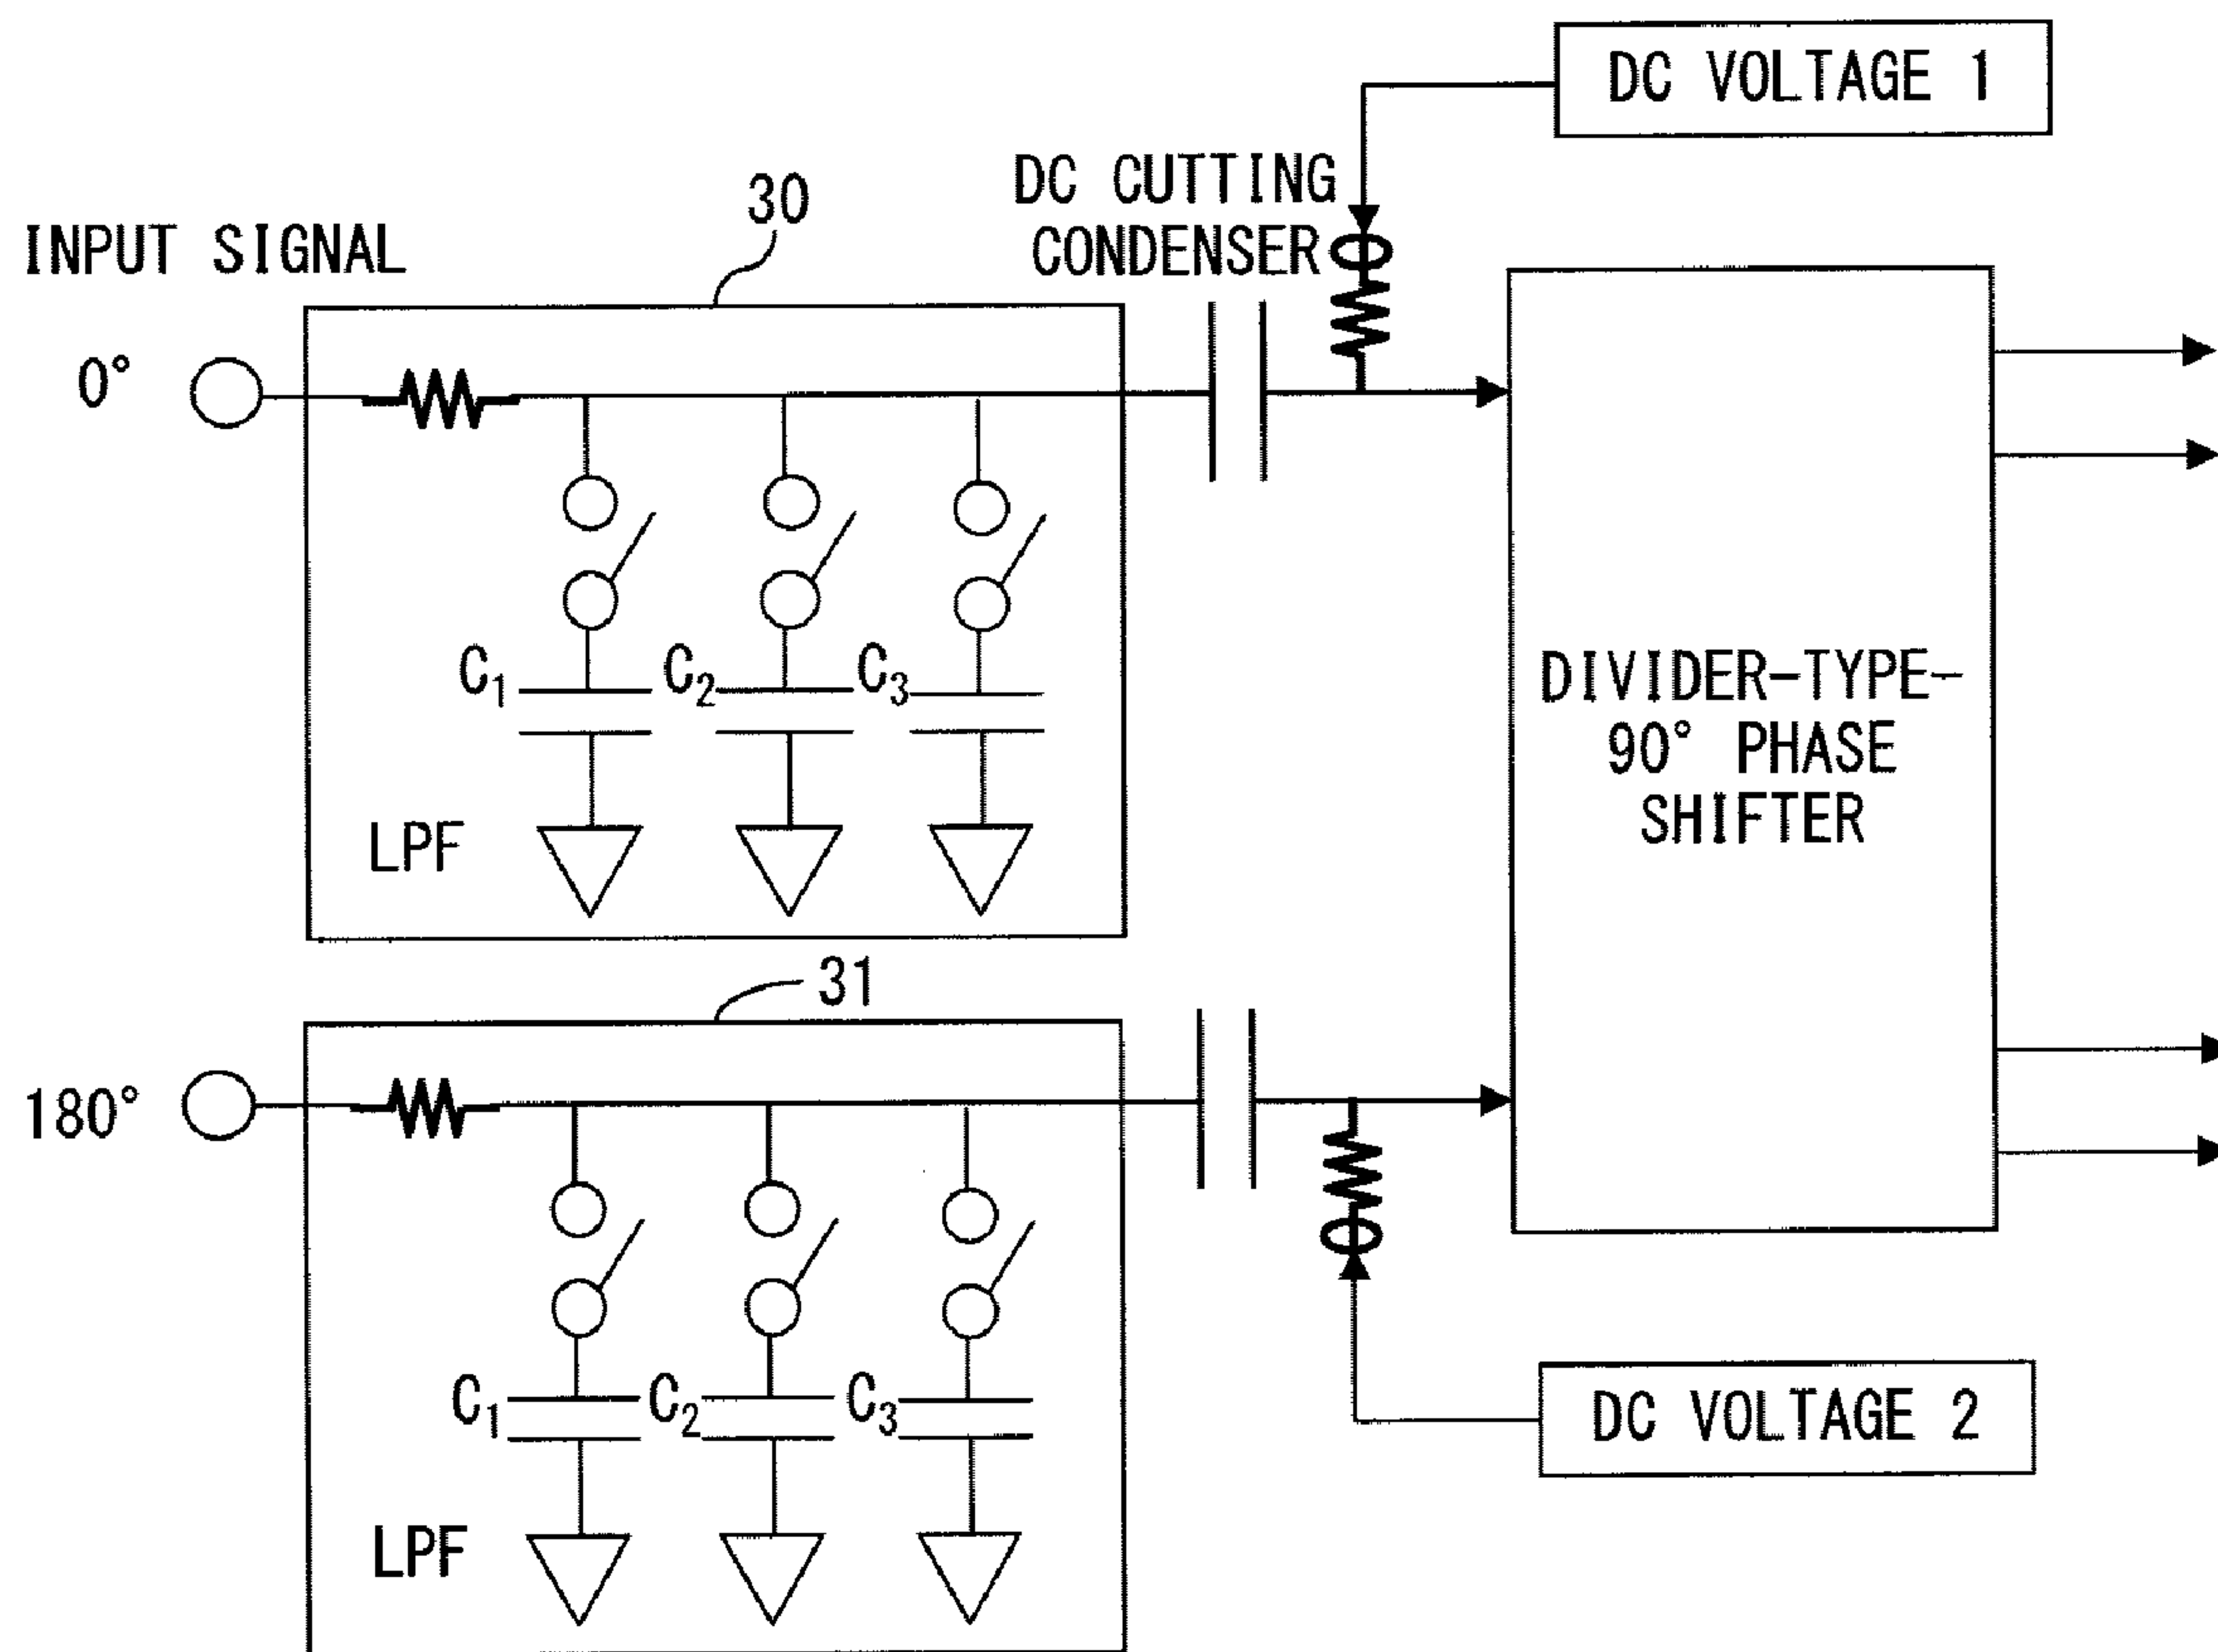 DC VOLTAGE 1
DC CUTTING
CONDENSER
30
INPUT SIGNAL
0°
C1
C2
C3
LPF
DIVIDER-TYPE-
90° PHASE
SHIFTER
31
180°
C1
C2
C3
LPF
DC VOLTAGE 2